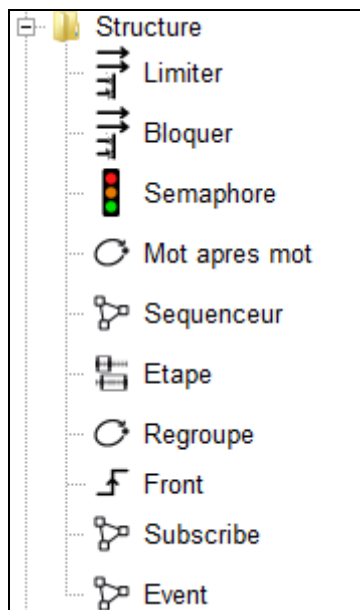 Structure
Limiter
Bloquer
Semaphore
Mot apres mot
Sequenceur
Etape
Regroupe
Front
Subscribe
Event